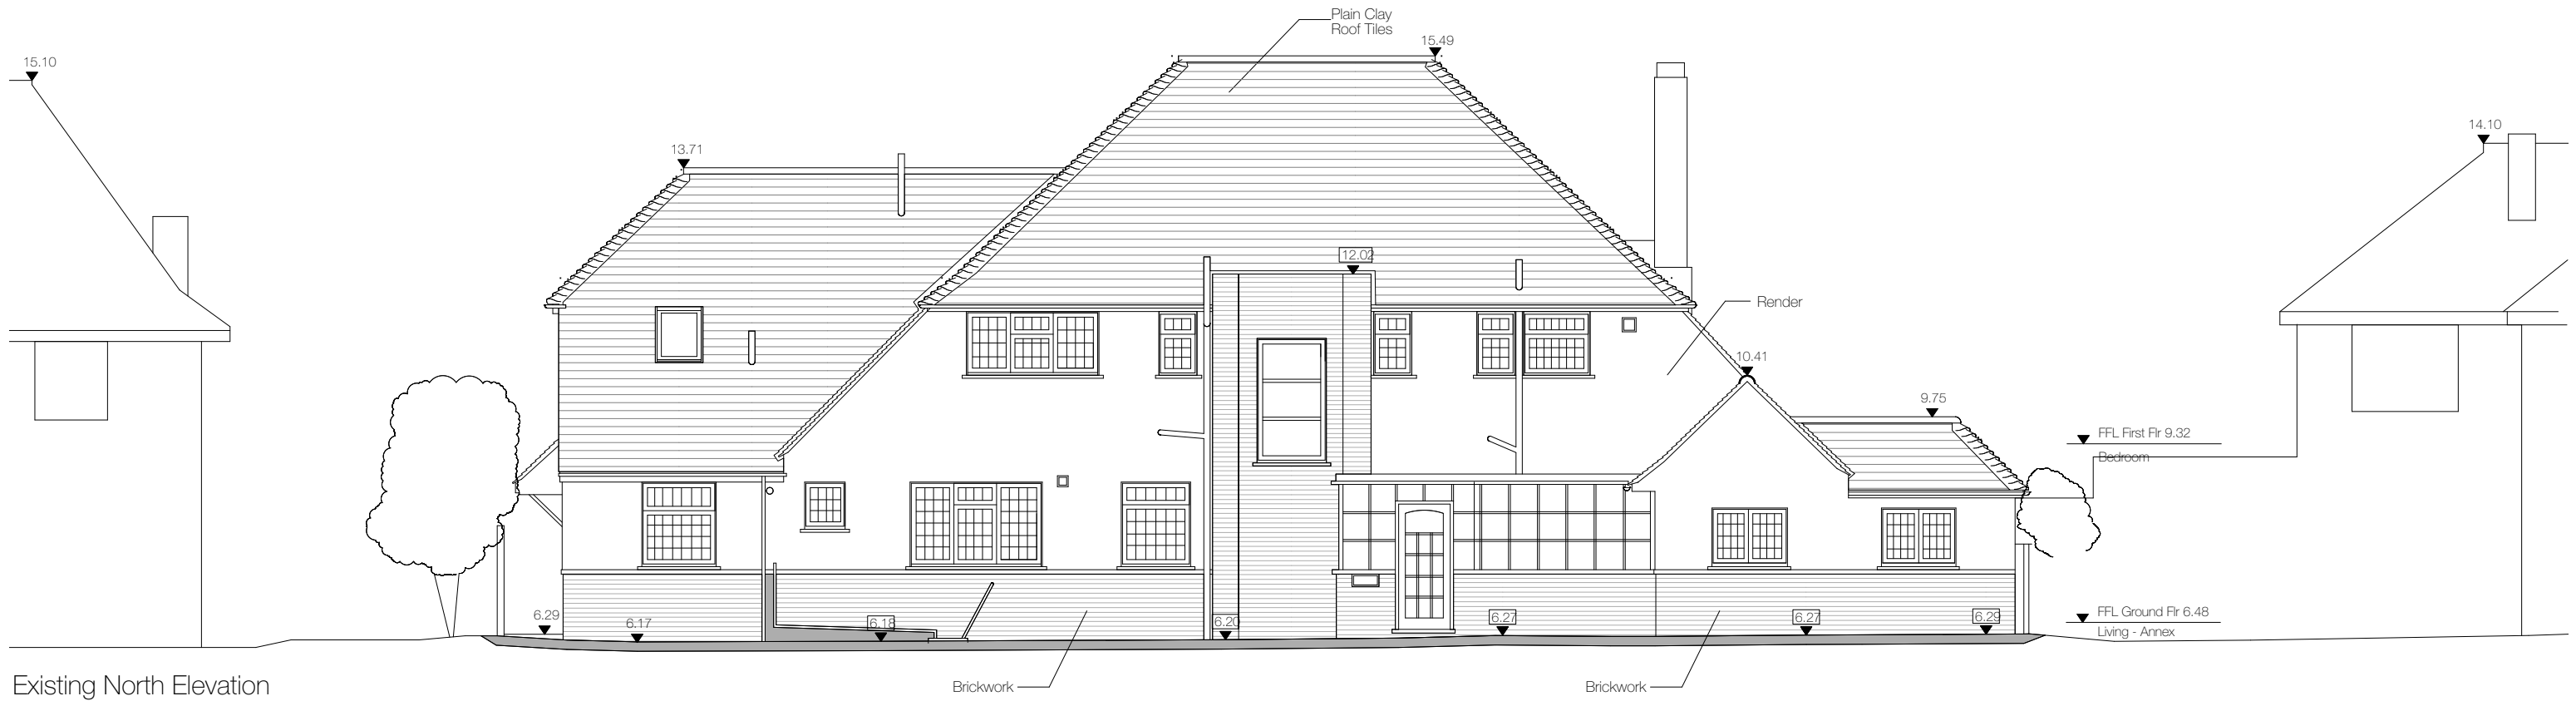 Plain Clay
Roof Tiles
15.49
15.10
14.10
13.71
12.02
Render
10.41
9.75
FFL First Flr 9.32
Bedroom
6.29
6.17
6.18
6.20
6.27
6.27
6.29
FFL Ground Flr 6.48
Living - Annex
Existing North Elevation
Brickwork
Brickwork